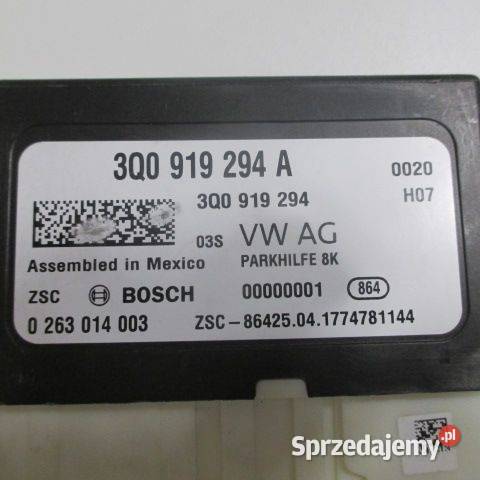 3Q0 919 294 A
0020
3Q0 919 294
H07
03S VW AG
Assembled in Mexico
PARKHILFE 8K
ZSC BOSCH 00000001 864
0 263 014 003 ZSC-86425.04.1774781144
Sprzedajemy.pl